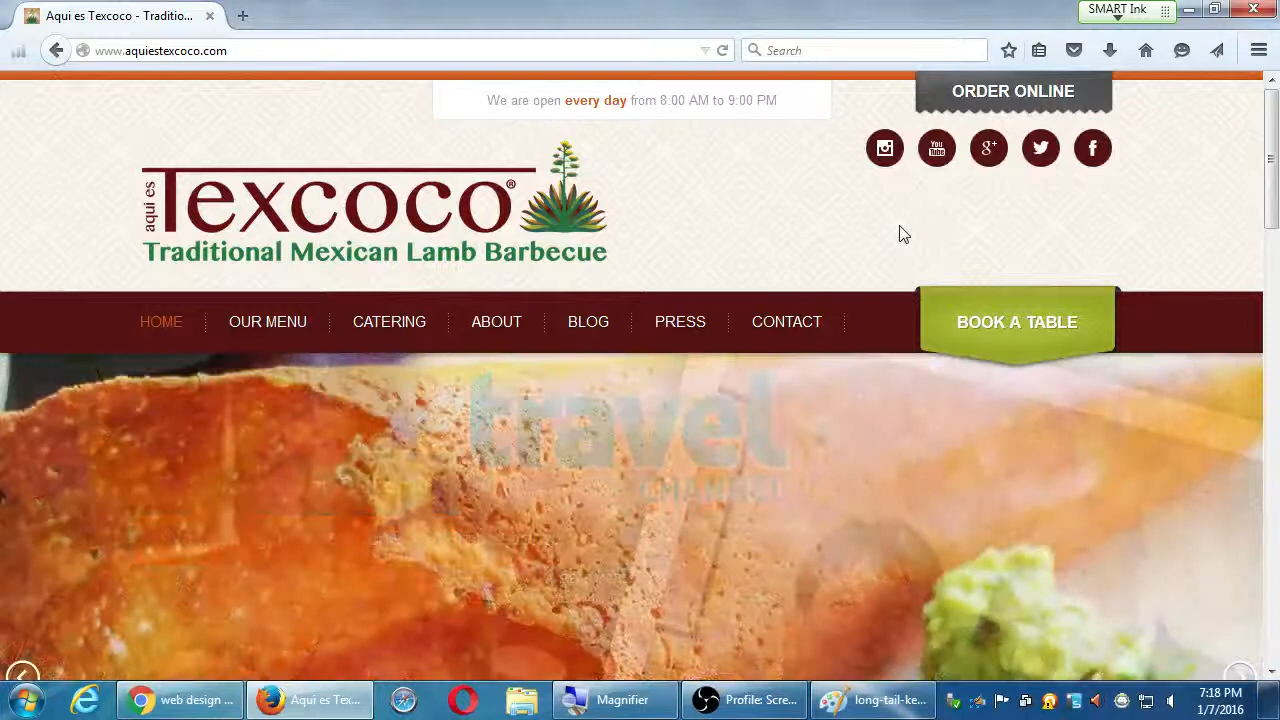 Aqui es Texcoco - Traditio...
SMART Ink
www.aquiestexcoco.com
Search
We are open every day from 8:00 AM to 9:00 PM
ORDER ONLINE
You
Tube
g+
f
aqui es Texcoco®
Traditional Mexican Lamb Barbecue
HOME
OUR MENU
CATERING
ABOUT
BLOG
PRESS
CONTACT
BOOK A TABLE
travel
CHANNEL
web design ...
Aqui es Tex...
Magnifier
Profile: Scre...
long-tail-ke...
7:18 PM
1/7/2016